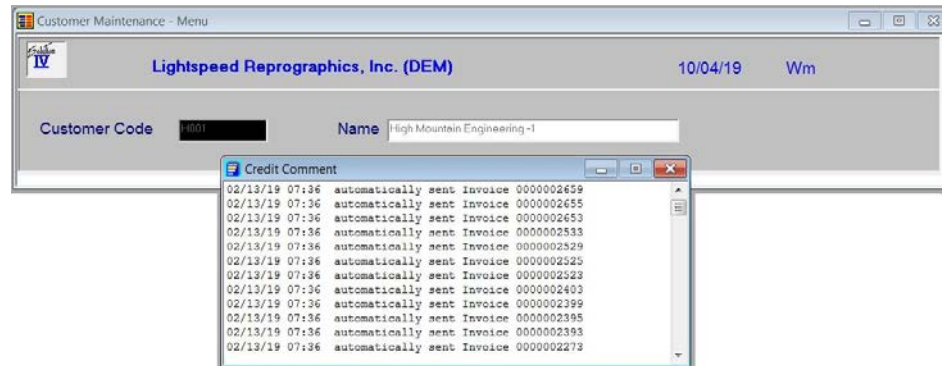 Customer Maintenance - Menu
Solution
IV
Lightspeed Reprographics, Inc. (DEM) 10/04/19 Wm
Customer Code H001 Name High Mountain Engineering -1
Credit Comment
02/13/19 07:36 automatically sent Invoice 0000002659
02/13/19 07:36 automatically sent Invoice 0000002655
02/13/19 07:36 automatically sent Invoice 0000002653
02/13/19 07:36 automatically sent Invoice 0000002533
02/13/19 07:36 automatically sent Invoice 0000002529
02/13/19 07:36 automatically sent Invoice 0000002525
02/13/19 07:36 automatically sent Invoice 0000002523
02/13/19 07:36 automatically sent Invoice 0000002403
02/13/19 07:36 automatically sent Invoice 0000002399
02/13/19 07:36 automatically sent Invoice 0000002395
02/13/19 07:36 automatically sent Invoice 0000002393
02/13/19 07:36 automatically sent Invoice 0000002273